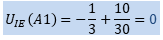 U_IE(A1) = −1/3 + 10/30 = 0